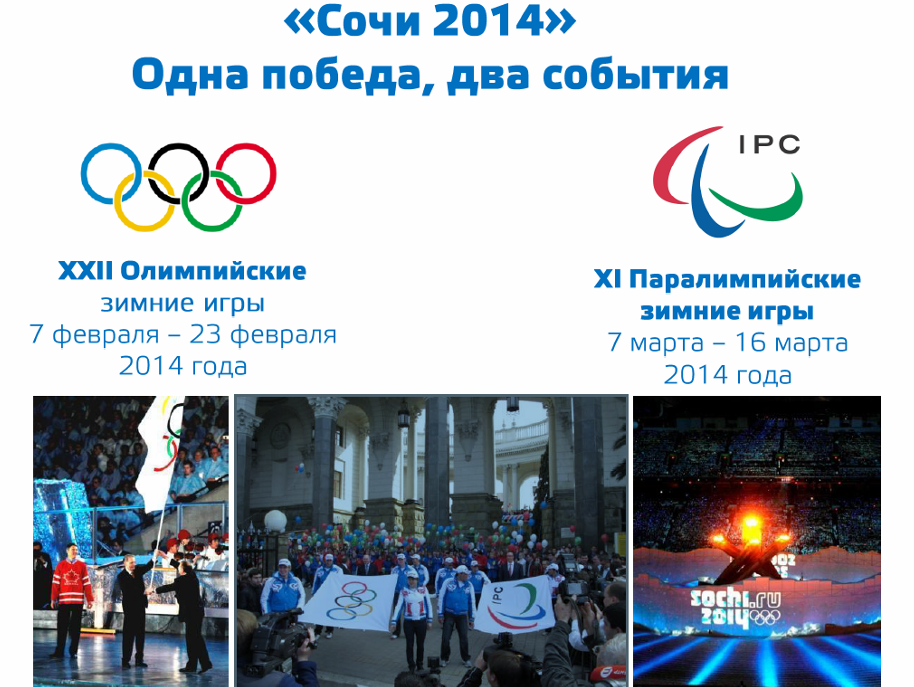 «Сочи 2014»
Одна победа, два события
IPC
XXII Олимпийские
зимние игры
7 февраля – 23 февраля
2014 года
XI Паралимпийские
зимние игры
7 марта – 16 марта
2014 года
IPC
sochi.ru
2014